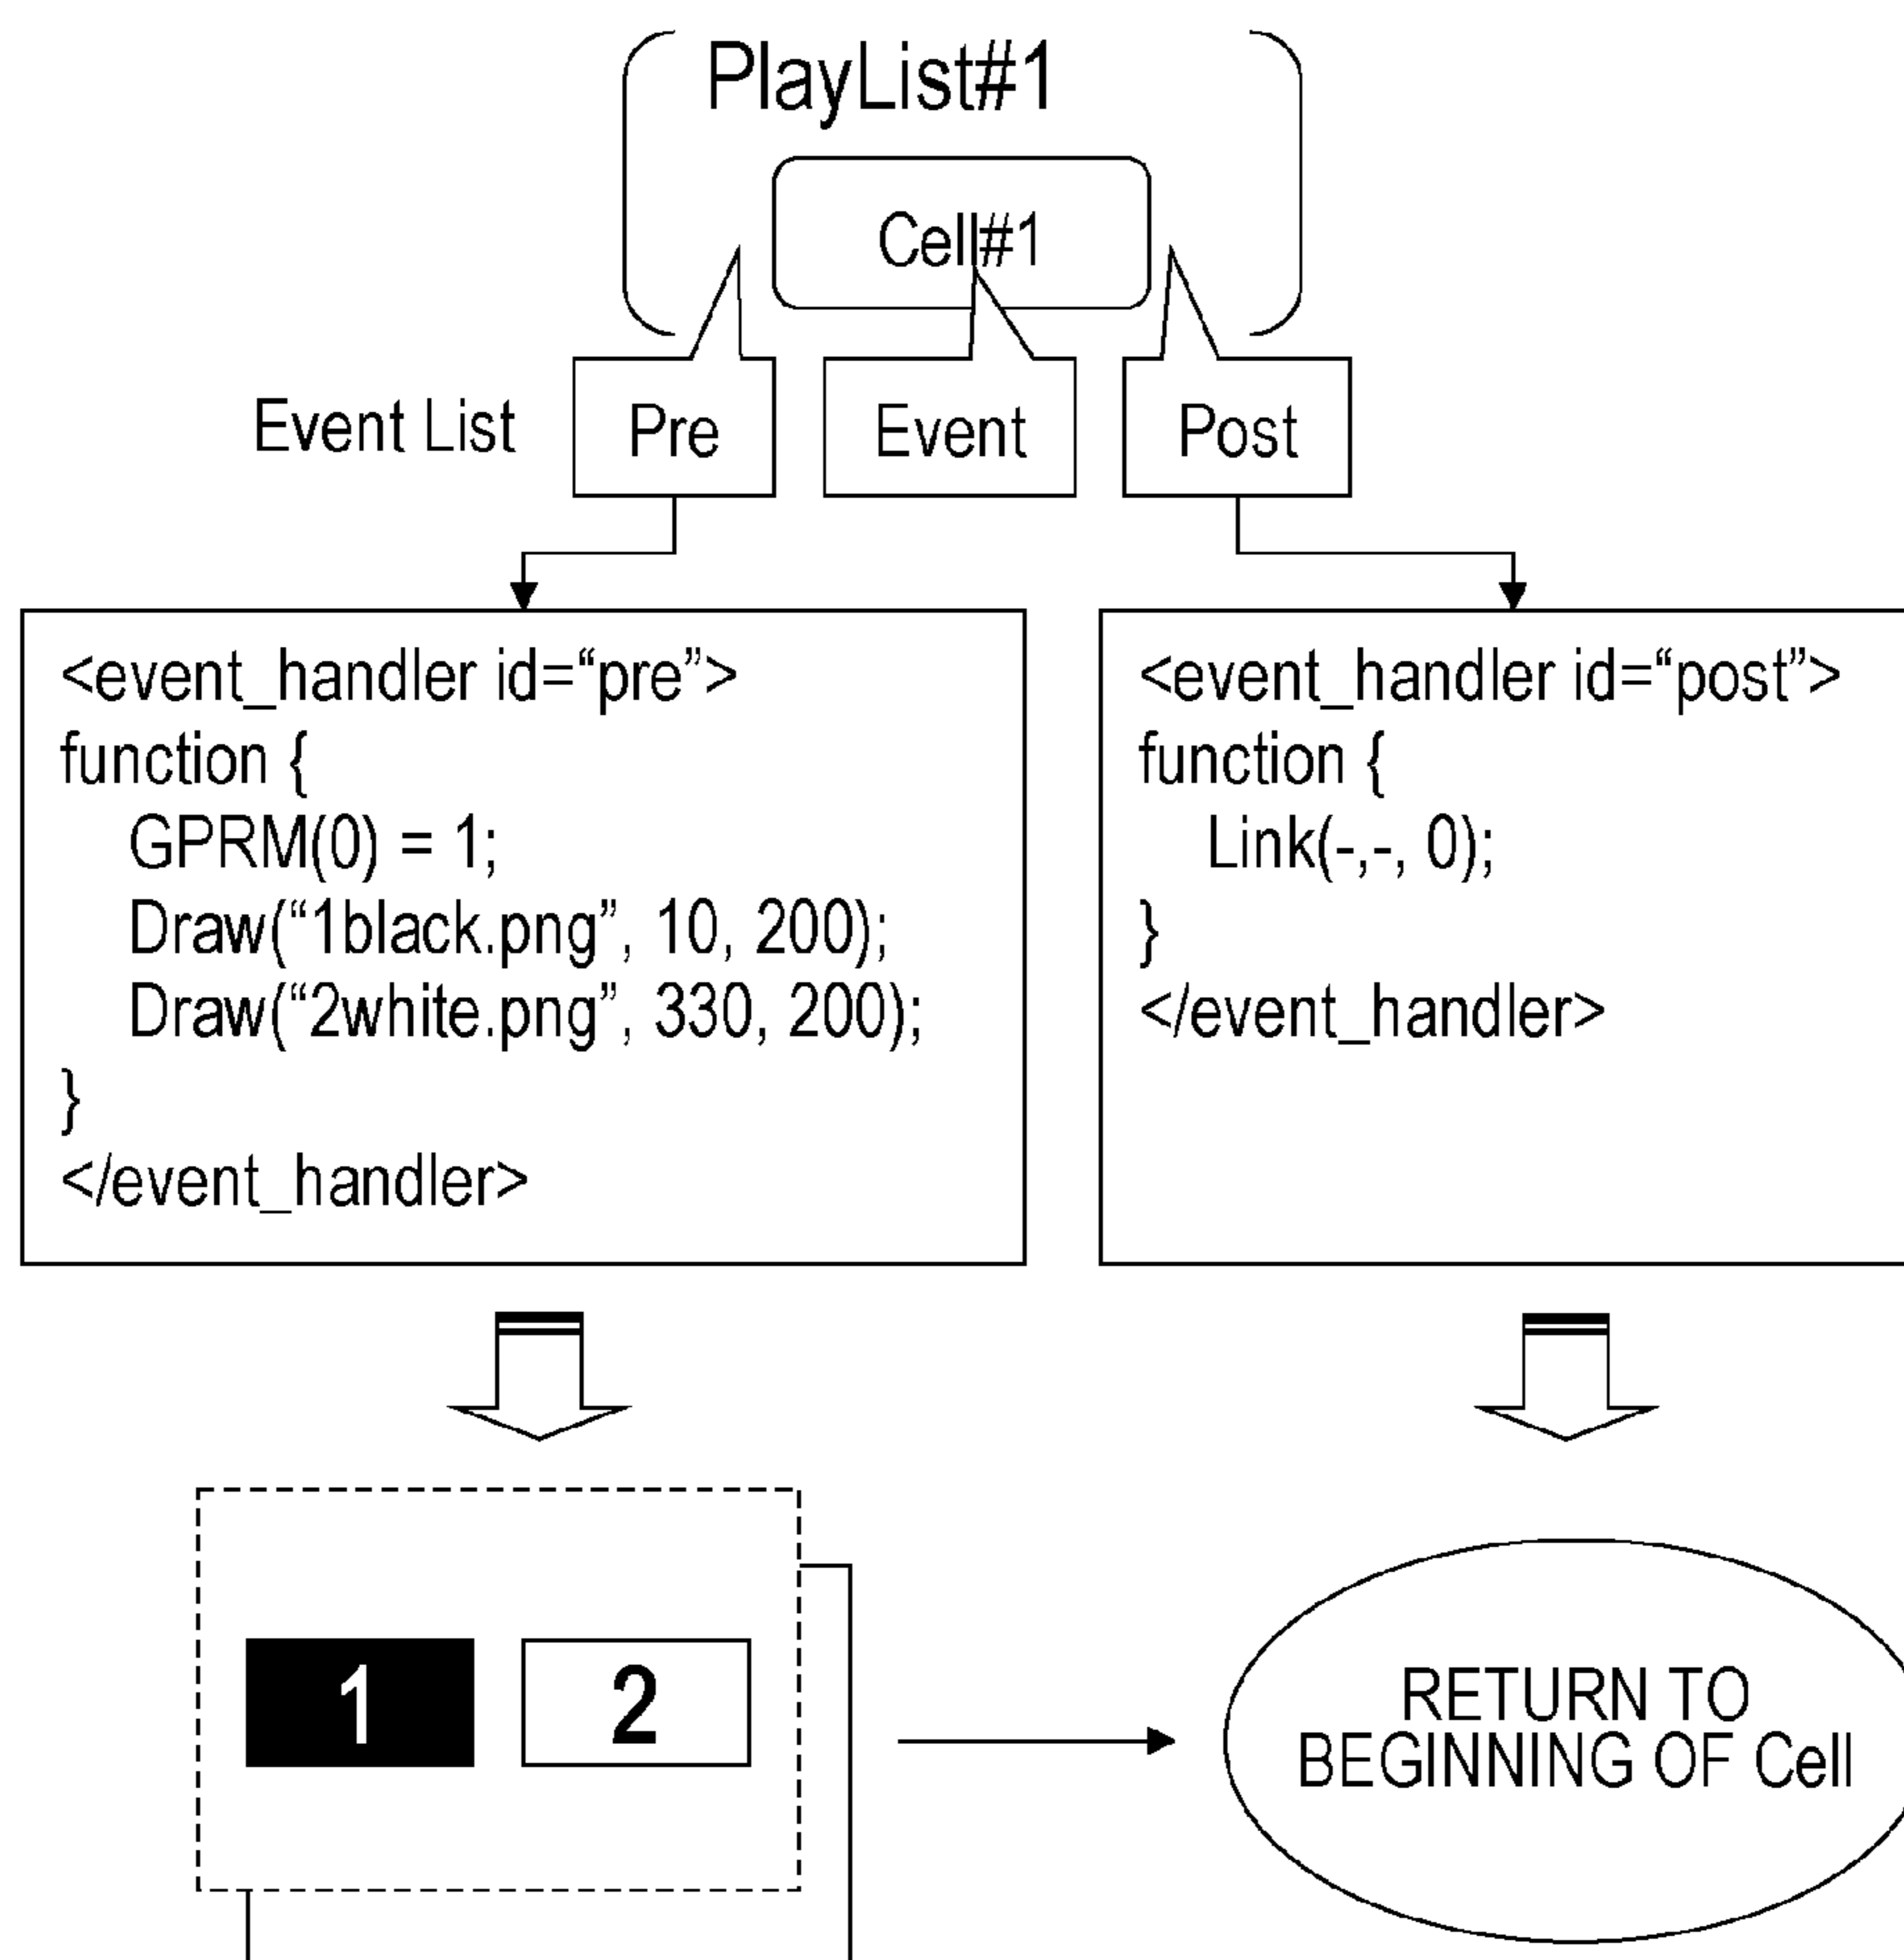 PlayList#1
Cell#1
Event List
Pre
Event
Post
<event_handler id=“pre”>
function {
GPRM(0) = 1;
Draw(“1black.png”, 10, 200);
Draw(“2white.png”, 330, 200);
}
</event_handler>
<event_handler id=“post”>
function {
Link(-,-, 0);
}
</event_handler>
1
2
RETURN TO
BEGINNING OF Cell